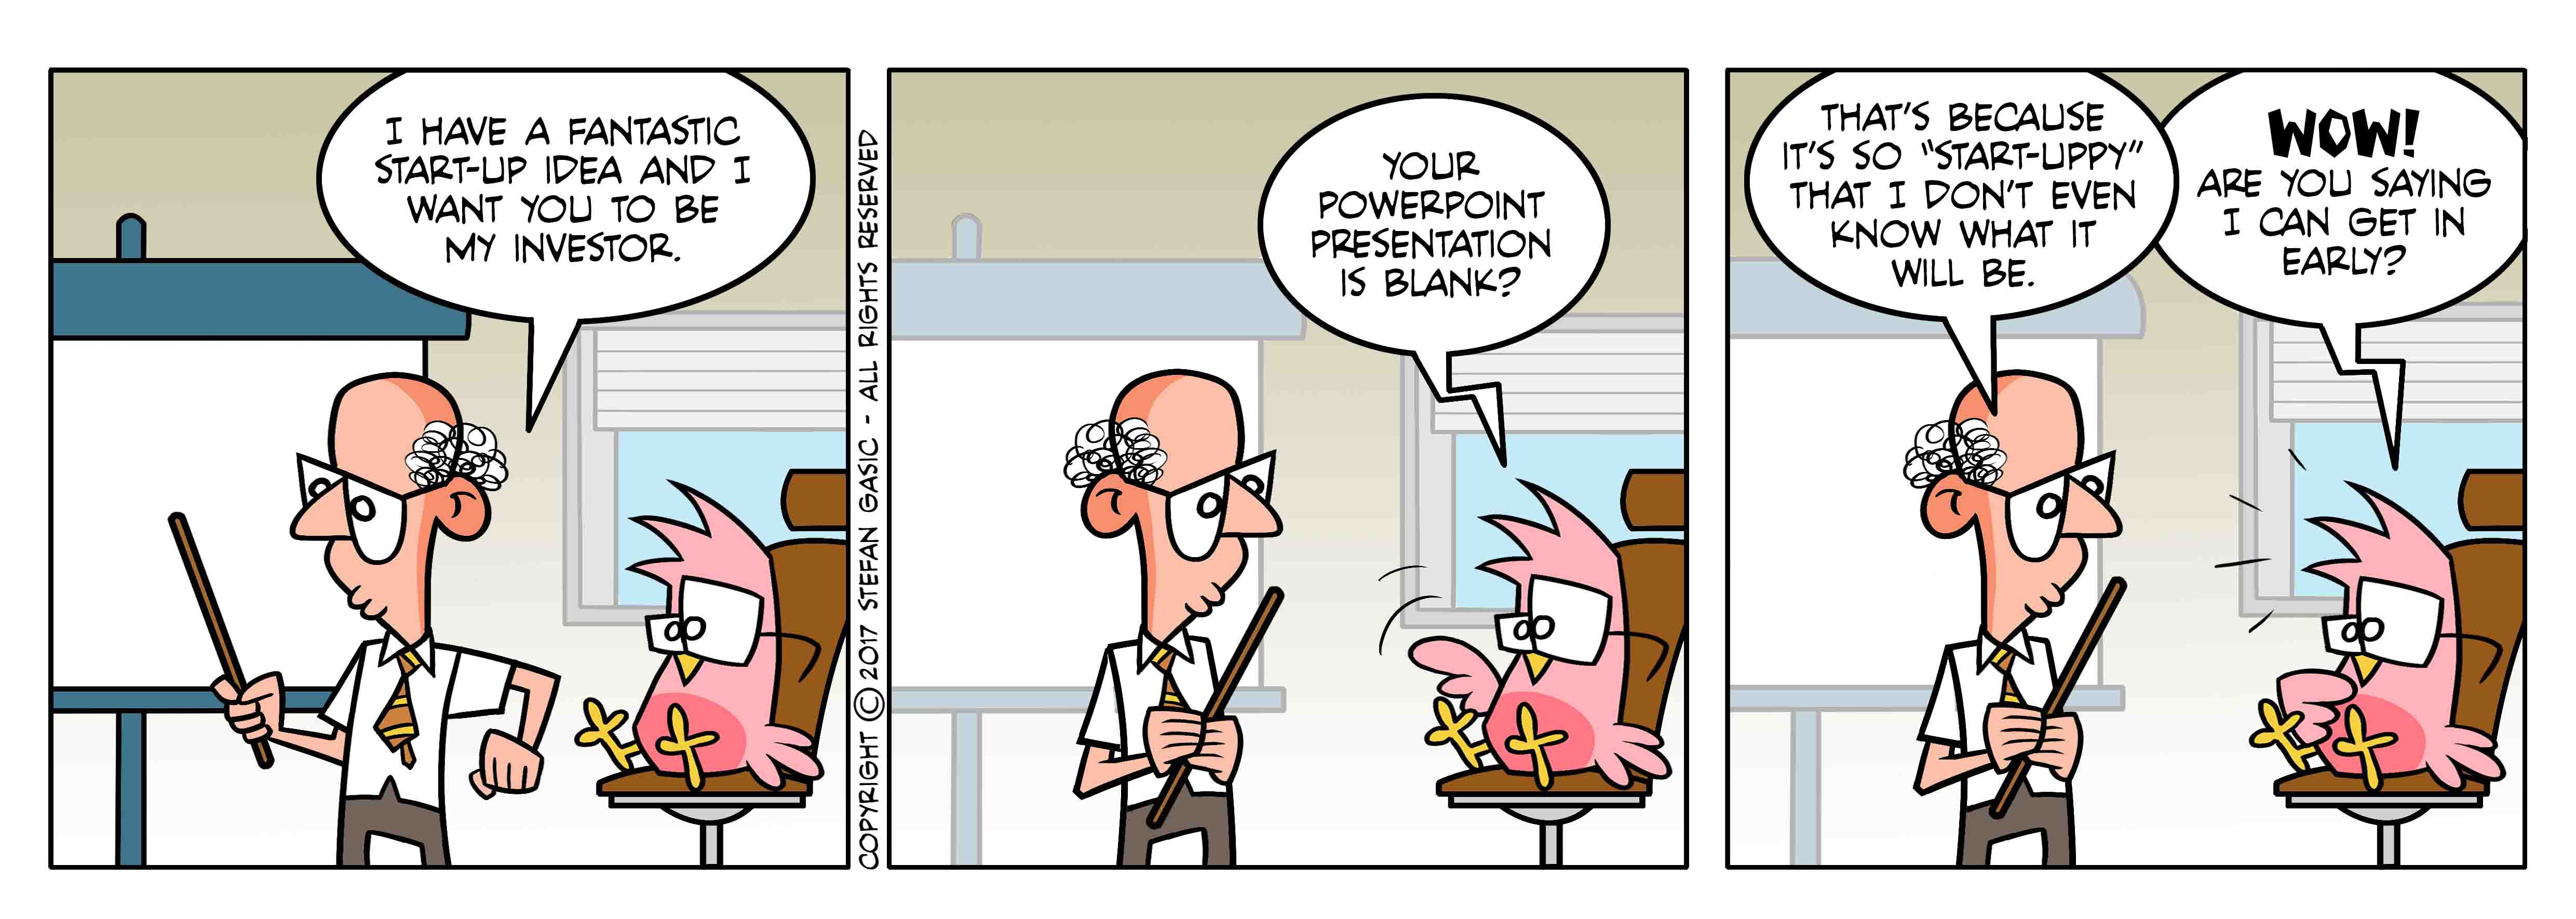 I HAVE A FANTASTIC
START-UP IDEA AND I
WANT YOU TO BE
MY INVESTOR.
COPYRIGHT © 2017 STEFAN GASIC - ALL RIGHTS RESERVED
YOUR
POWERPOINT
PRESENTATION
IS BLANK?
THAT'S BECAUSE
IT'S SO "START-UPPY"
THAT I DON'T EVEN
KNOW WHAT IT
WILL BE.
WOW!
ARE YOU SAYING
I CAN GET IN
EARLY?